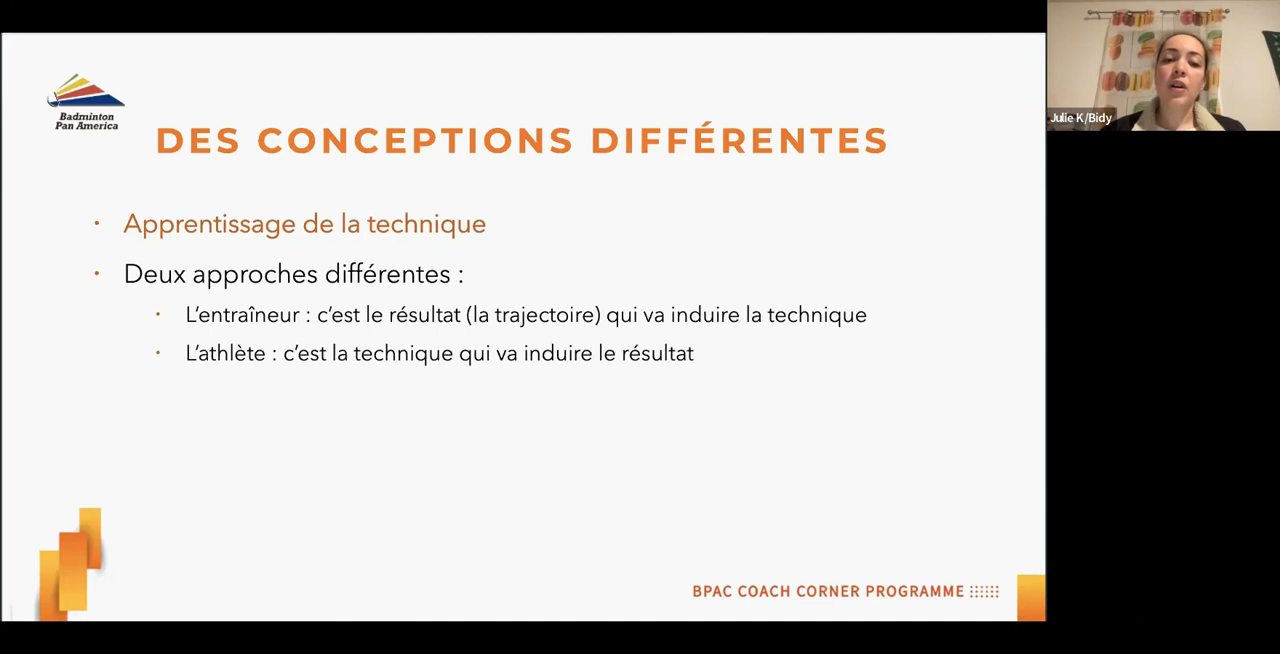 Badminton
Pan America
DES CONCEPTIONS DIFFÉRENTES
• Apprentissage de la technique
• Deux approches différentes :
• L'entraîneur : c'est le résultat (la trajectoire) qui va induire la technique
• L'athlète : c'est la technique qui va induire le résultat
BPAC COACH CORNER PROGRAMME
Julie K/Bidy